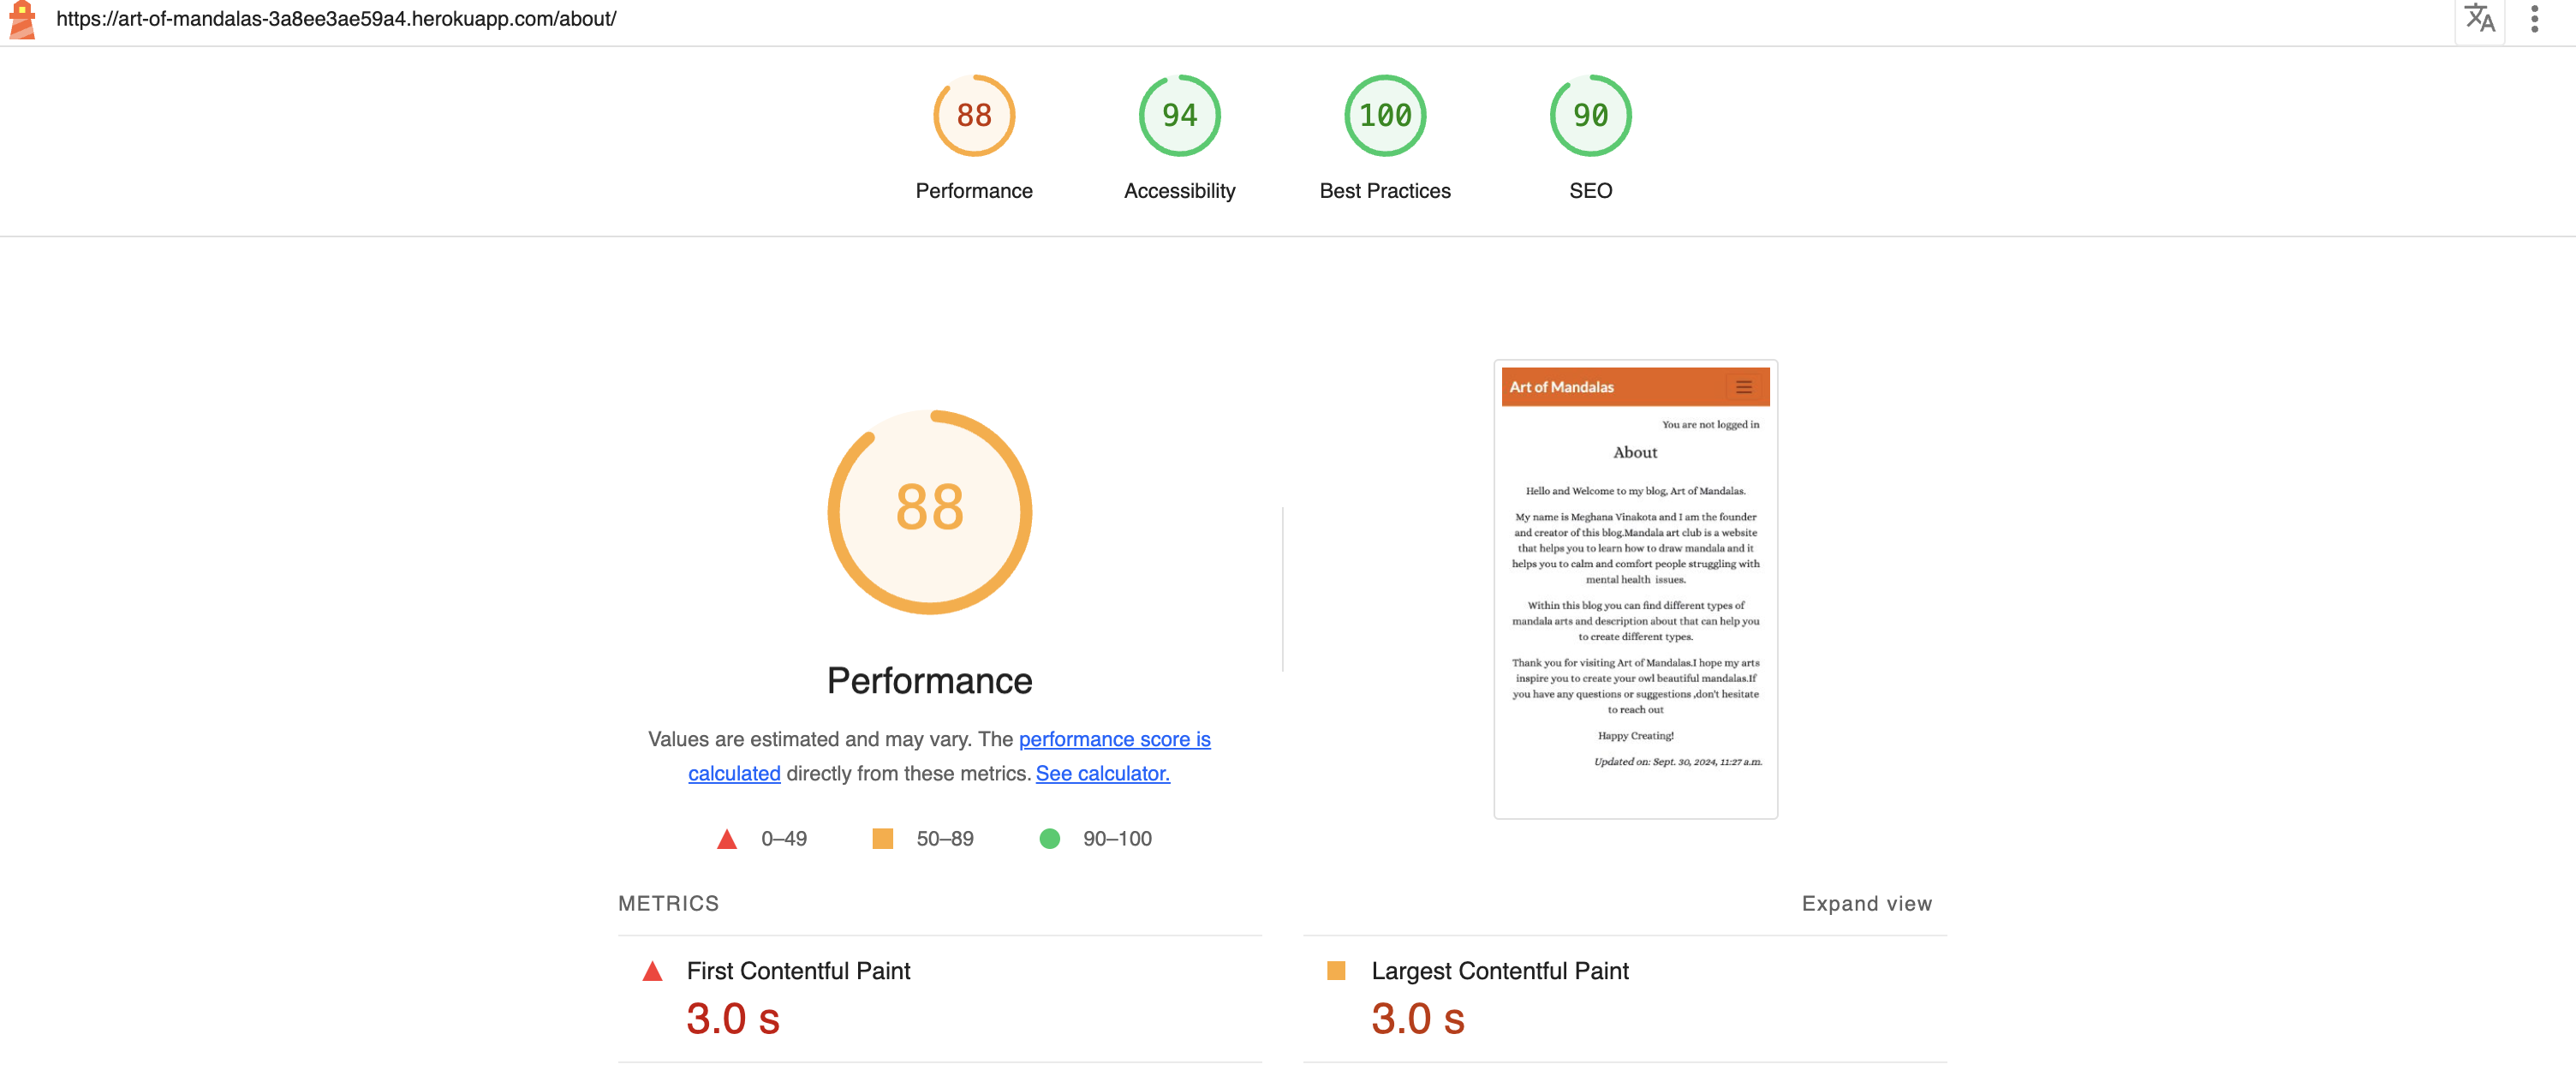 https://art-of-mandalas-3a8ee3ae59a4.herokuapp.com/about/
88
94
100
90
Performance
Accessibility
Best Practices
SEO
88
Performance
Values are estimated and may vary. The performance score is
calculated directly from these metrics. See calculator.
0–49
50–89
90–100
Art of Mandalas
You are not logged in
About
Hello and Welcome to my blog, Art of Mandalas.
My name is Meghana Vinakota and I am the founder
and creator of this blog.Mandala art club is a website
that helps you to learn how to draw mandala and it
helps you to calm and comfort people struggling with
mental health issues.
Within this blog you can find different types of
mandala arts and description about that can help you
to create different types.
Thank you for visiting Art of Mandalas.I hope my arts
inspire you to create your owl beautiful mandalas.If
you have any questions or suggestions ,don't hesitate
to reach out
Happy Creating!
Updated on: Sept. 30, 2024, 11:27 a.m.
METRICS
Expand view
First Contentful Paint
3.0 s
Largest Contentful Paint
3.0 s